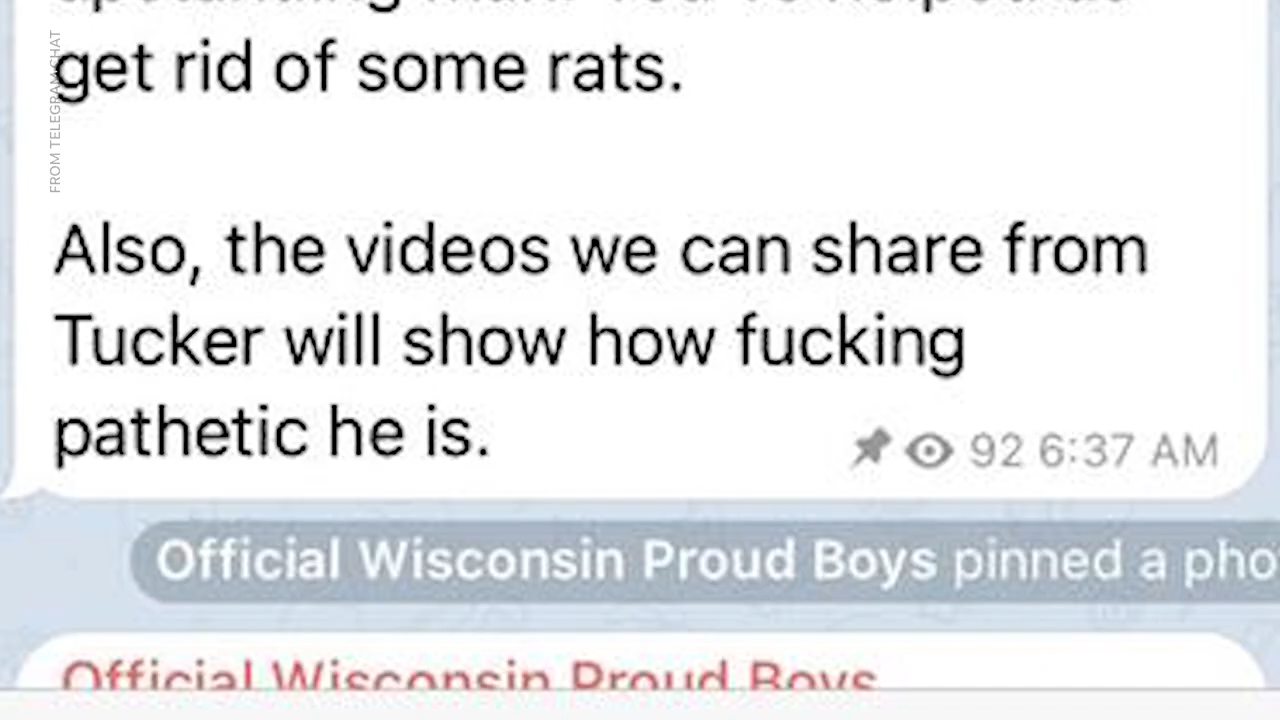 get rid of some rats.
Also, the videos we can share from
Tucker will show how fucking
pathetic he is.
92 6:37 AM
Official Wisconsin Proud Boys pinned a pho
Official Wisconsin Proud Boys
FROM TELEGRAM CHAT